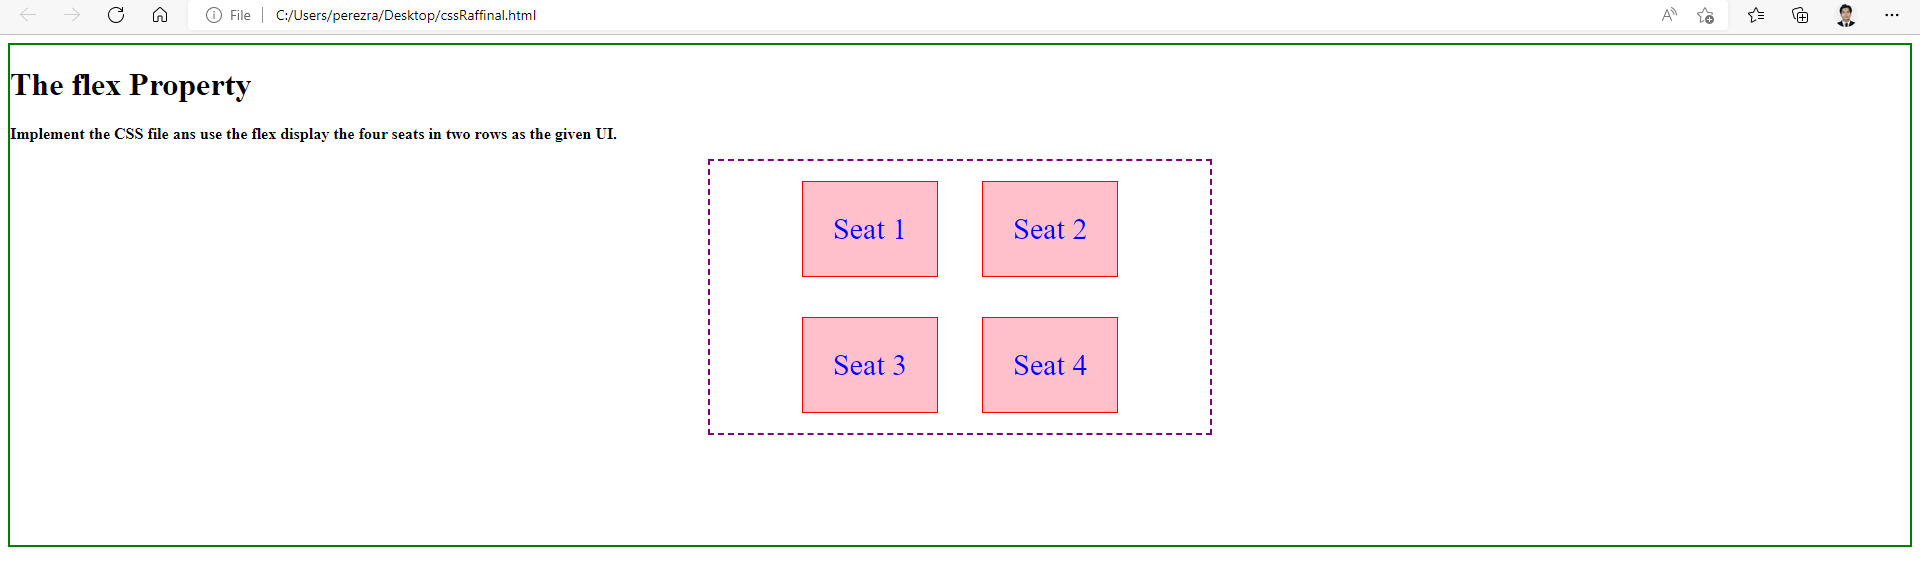 File C:/Users/perezra/Desktop/cssRaffinal.html
The flex Property
Implement the CSS file ans use the flex display the four seats in two rows as the given UI.
Seat 1 Seat 2
Seat 3 Seat 4